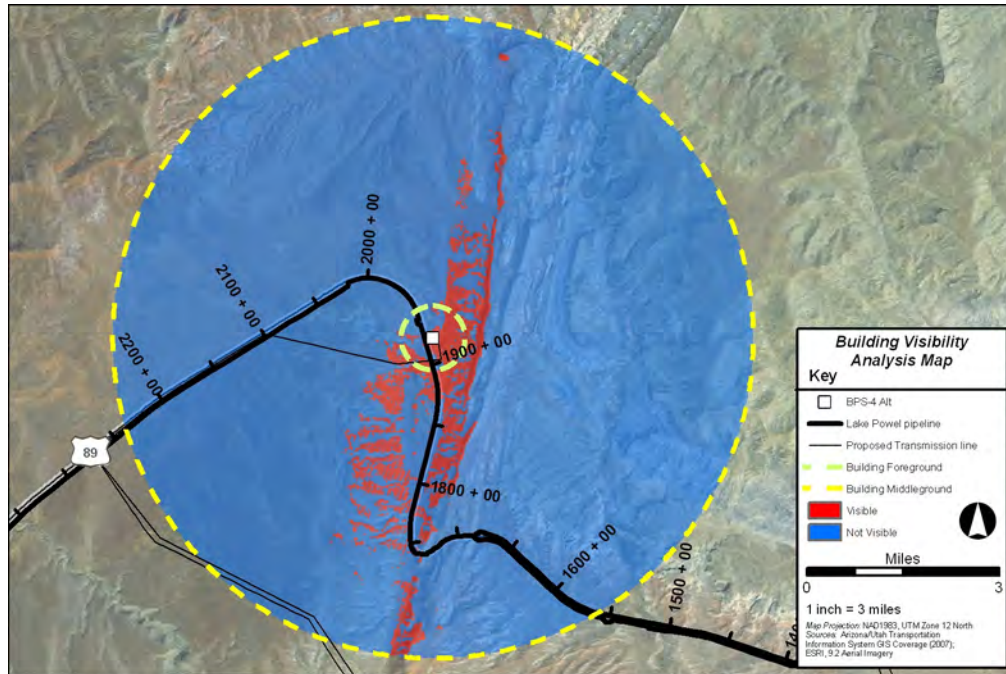 2000 + 00
2100 + 00
1900 + 00
2200 + 00
89
1800 + 00
1600 + 00
1500 + 00
Building Visibility
Analysis Map
Key
BPS-4 Alt
Lake Powel pipeline
Proposed Transmission line
Building Foreground
Building Middleground
Visible
Not Visible
Miles
0 3
1 inch = 3 miles
Map Projection: NAD1983, UTM Zone 12 North
Sources: Arizona/Utah Transportation
Information System GIS Coverage (2007);
ESRI, 9.2 Aerial Imagery